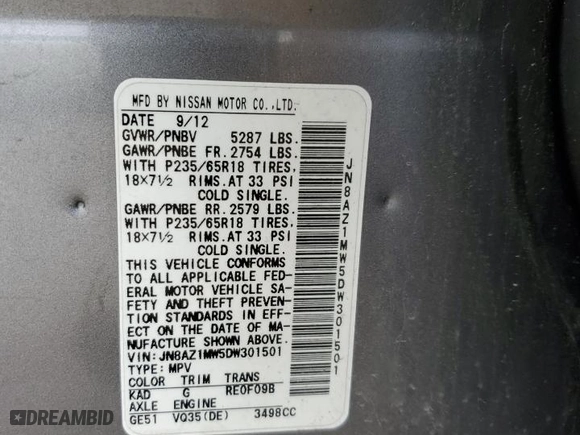 MFD BY NISSAN MOTOR CO.,LTD.
DATE 9/12
GVWR/PNBV 5287 LBS.
GAWR/PNBE FR. 2754 LBS.
WITH P235/65R18 TIRES,
18×7½ RIMS. AT 33 PSI
COLD SINGLE.
GAWR/PNBE RR. 2579 LBS.
WITH P235/65R18 TIRES,
18×7½ RIMS. AT 33 PSI
COLD SINGLE.
THIS VEHICLE CONFORMS
TO ALL APPLICABLE FED-
ERAL MOTOR VEHICLE SA-
FETY AND THEFT PREVEN-
TION STANDARDS IN EFF-
ECT ON THE DATE OF MA-
NUFACTURE SHOWN ABOVE.
VIN:JN8AZ1MW5DW301501
TYPE: MPV
COLOR TRIM TRANS
KAD G RE0F09B
AXLE ENGINE
GE51 VQ35(DE) 3498CC
JN8AZ1MW5DW301501
DREAMBID